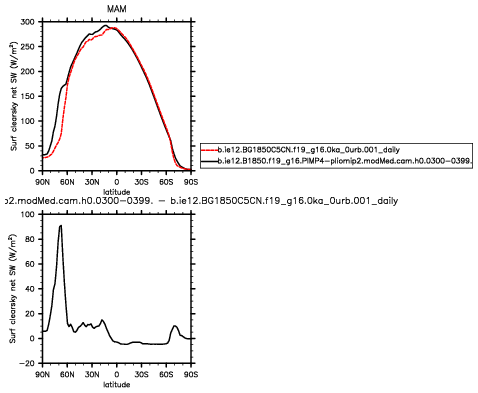 MAM
Surf clearsky net SW (W/m²)
300
250
200
150
100
50
0
90N 60N 30N 0 30S 60S 90S
latitude
b.ie12.BG1850C5CN.f19_g16.0ka_0urb.001_daily
b.ie12.B1850.f19_g16.PlMIP4-pliomip2.modMed.cam.h0.0300-0399.
p2.modMed.cam.h0.0300-0399. - b.ie12.BG1850C5CN.f19_g16.0ka_0urb.001_daily
Surf clearsky net SW (W/m²)
100
80
60
40
20
0
-20
90N 60N 30N 0 30S 60S 90S
latitude